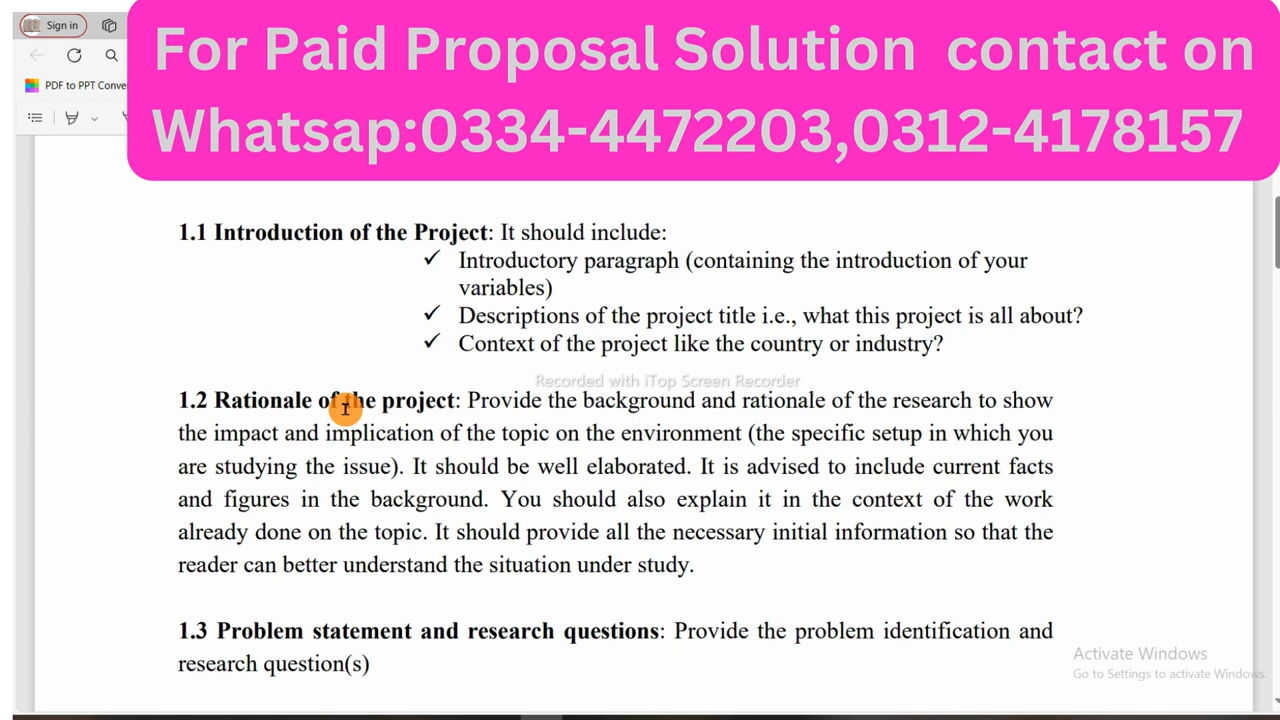 Sign in
For Paid Proposal Solution contact on
PDF to PPT Conve
Whatsap:0334-4472203,0312-4178157
1.1 Introduction of the Project: It should include:
✓ Introductory paragraph (containing the introduction of your
variables)
✓ Descriptions of the project title i.e., what this project is all about?
✓ Context of the project like the country or industry?
Recorded with iTop Screen Recorder
1.2 Rationale of the project: Provide the background and rationale of the research to show
the impact and implication of the topic on the environment (the specific setup in which you
are studying the issue). It should be well elaborated. It is advised to include current facts
and figures in the background. You should also explain it in the context of the work
already done on the topic. It should provide all the necessary initial information so that the
reader can better understand the situation under study.
1.3 Problem statement and research questions: Provide the problem identification and
research question(s)
Activate Windows
Go to Settings to activate Windows.